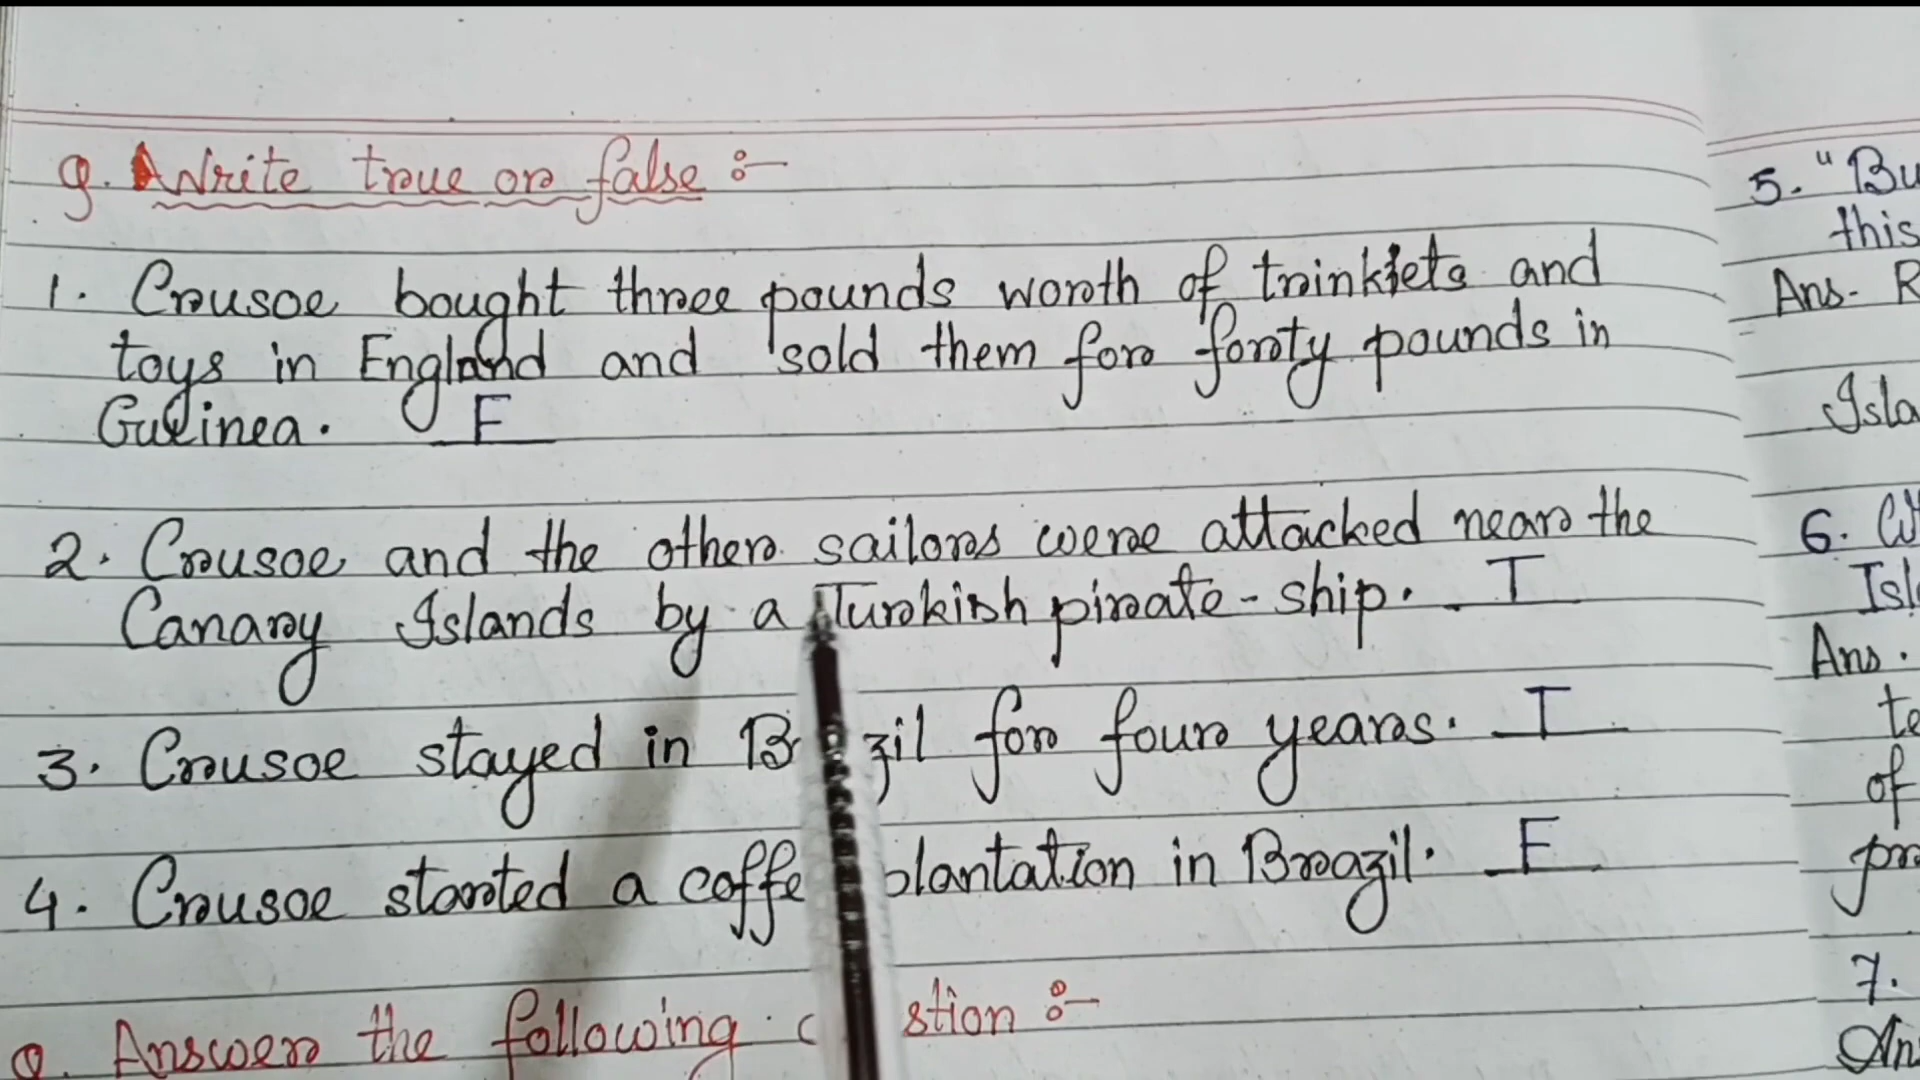 Q. Write true or false :-
1. Crusoe bought three pounds worth of trinkets and
toys in England and sold them for forty pounds in
Guinea. F
2. Crusoe and the other sailors were attacked near the
Canary Islands by a Turkish pirate-ship. T
3. Crusoe stayed in Br zil for four years. T
4. Crusoe started a coffe plantation in Brazil. F
Q. Answer the following stion :-
5. "Bu
this
Ans- R
Isla
6. W
Isl
Ans.
te
of
pr
7.
An